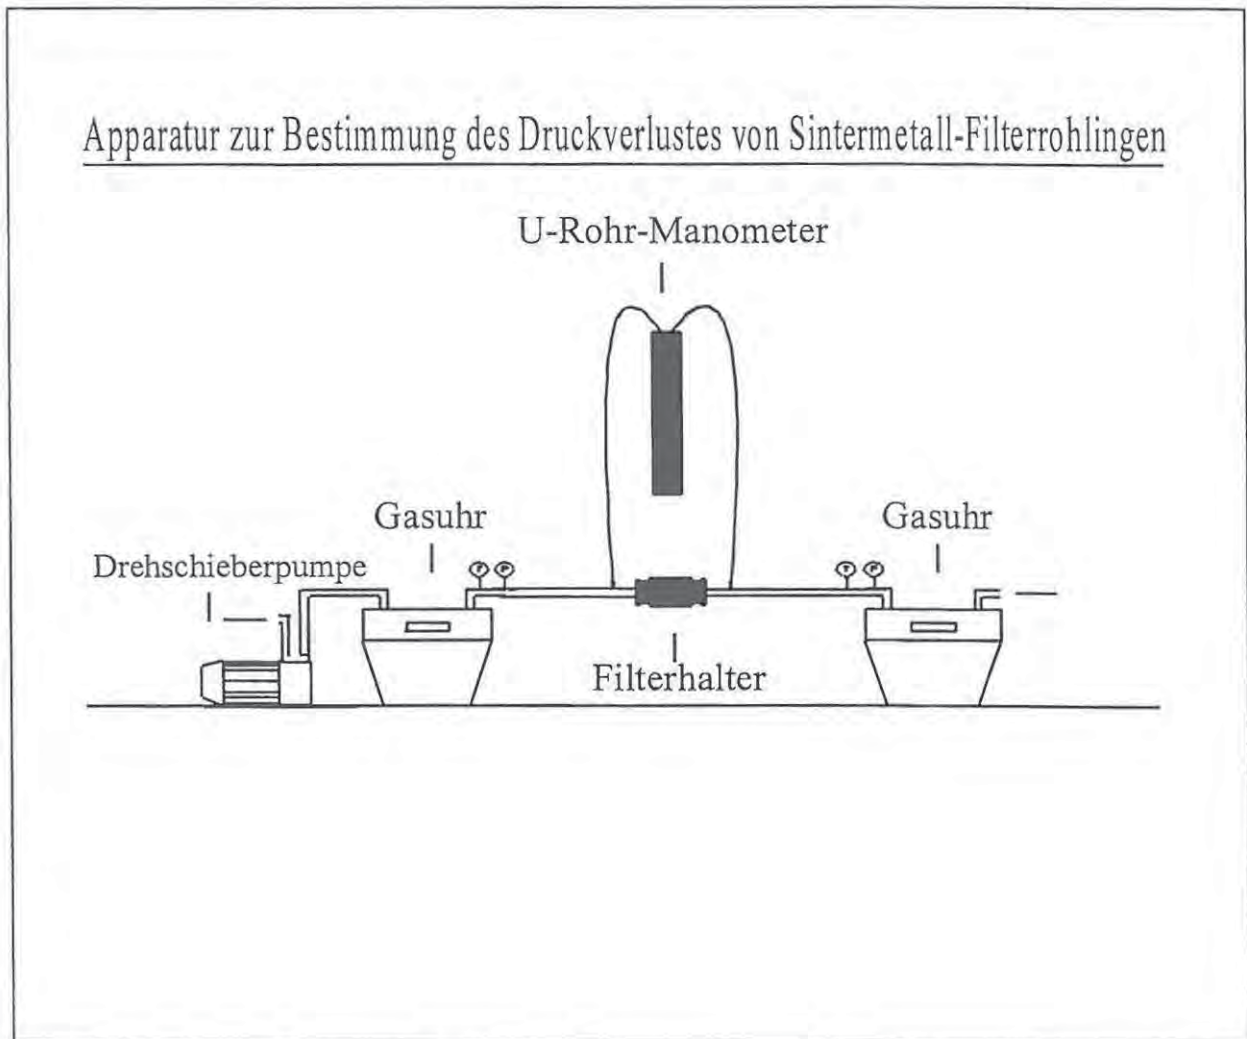 Apparatur zur Bestimmung des Druckverlustes von Sintermetall-Filterrohlingen
U-Rohr-Manometer
Gasuhr
Gasuhr
Drehschieberpumpe
T P
T P
Filterhalter